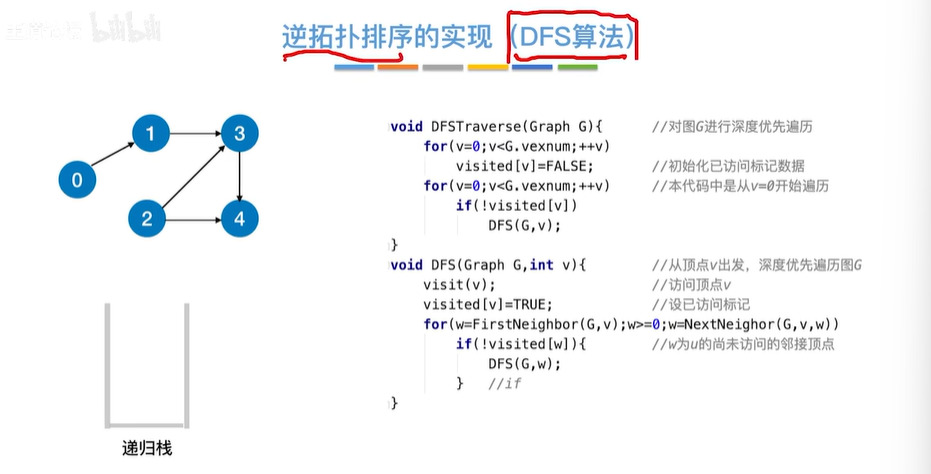 bilibili
逆拓扑排序的实现（DFS算法）
0
1
3
2
4
void DFSTraverse(Graph G){ //对图G进行深度优先遍历
for(v=0;v<G.vexnum;++v)
visited[v]=FALSE; //初始化已访问标记数据
for(v=0;v<G.vexnum;++v) //本代码中是从v=0开始遍历
if(!visited[v])
DFS(G,v);
}
void DFS(Graph G,int v){ //从顶点v出发，深度优先遍历图G
visit(v); //访问顶点v
visited[v]=TRUE; //设已访问标记
for(w=FirstNeighbor(G,v);w>=0;w=NextNeighor(G,v,w))
if(!visited[w]){ //w为u的尚未访问的邻接顶点
DFS(G,w);
} //if
}
递归栈